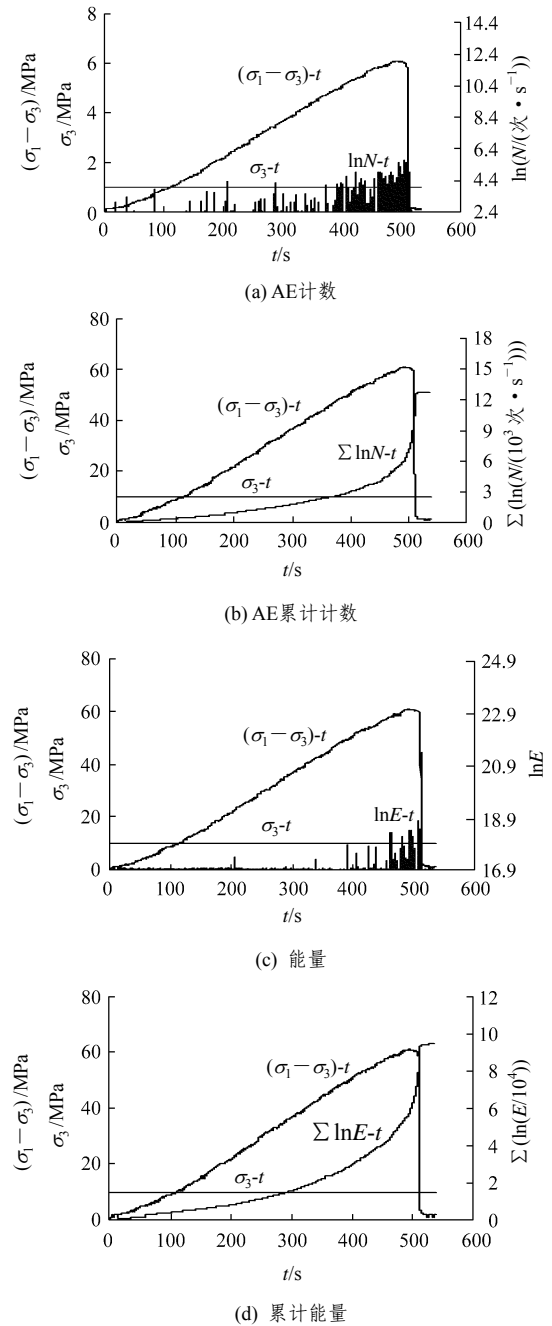 8
6
4
2
0
(σ₁－σ₃)/MPa
σ₃/MPa
(σ₁－σ₃)-t
σ₃-t
lnN-t
14.4
12.4
10.4
8.4
6.4
4.4
2.4
ln(N/(次·s⁻¹))
0 100 200 300 400 500 600
t/s
(a) AE计数
80
60
40
20
0
(σ₁－σ₃)/MPa
σ₃/MPa
(σ₁－σ₃)-t
∑lnN-t
σ₃-t
18
15
12
9
6
3
0
∑(ln(N/(10³ 次·s⁻¹)))
0 100 200 300 400 500 600
t/s
(b) AE累计计数
80
60
40
20
0
(σ₁－σ₃)/MPa
σ₃/MPa
(σ₁－σ₃)-t
σ₃-t
lnE-t
24.9
22.9
20.9
18.9
16.9
lnE
0 100 200 300 400 500 600
t/s
(c) 能量
80
60
40
20
0
(σ₁－σ₃)/MPa
σ₃/MPa
(σ₁－σ₃)-t
∑lnE-t
σ₃-t
12
10
8
6
4
2
0
∑(ln(E/10⁴))
0 100 200 300 400 500 600
t/s
(d) 累计能量